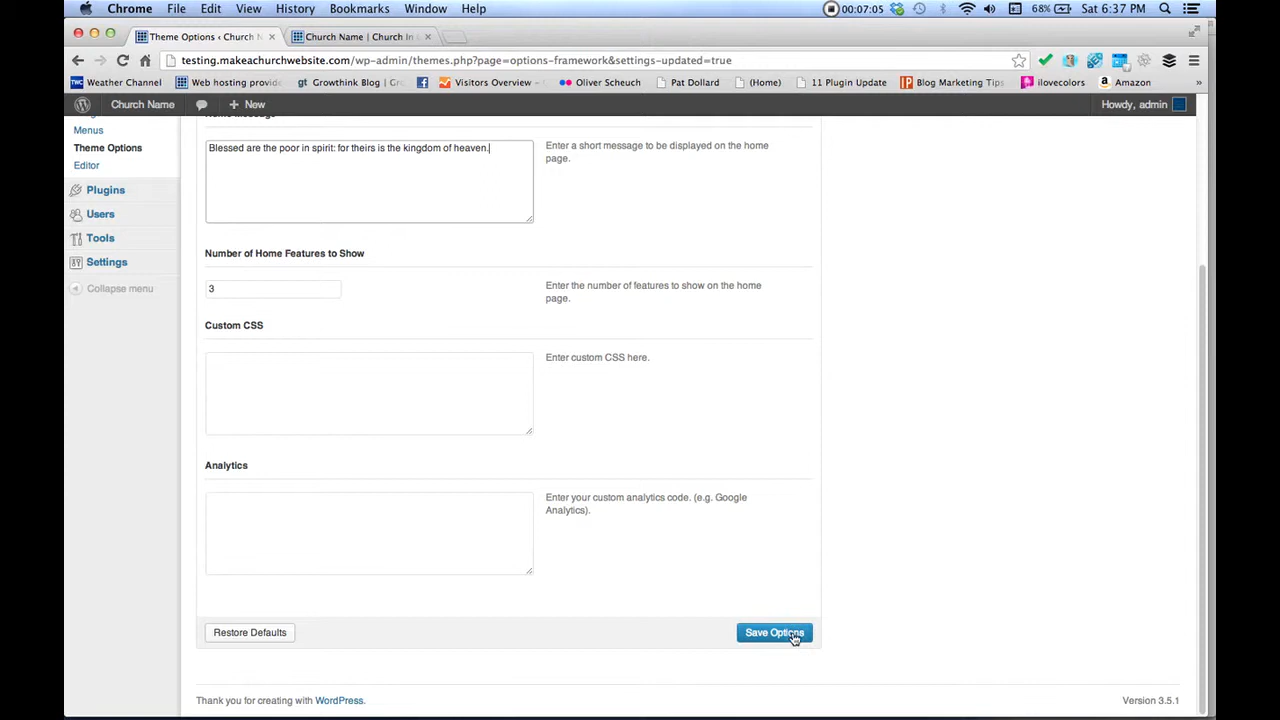 Chrome File Edit View History Bookmarks Window Help 00:07:05 68% Sat 6:37 PM
Theme Options ‹ Church N Church Name | Church In C
testing.makeachurchwebsite.com/wp-admin/themes.php?page=options-framework&settings-updated=true
Weather Channel Web hosting provide Growthink Blog | Gro Visitors Overview – Oliver Scheuch Pat Dollard (Home) 11 Plugin Update Blog Marketing Tips ilovecolors Amazon »
Church Name + New Howdy, admin
Menus
Theme Options
Editor
Plugins
Users
Tools
Settings
Collapse menu
Home Message
Blessed are the poor in spirit: for theirs is the kingdom of heaven.
Enter a short message to be displayed on the home
page.
Number of Home Features to Show
3
Enter the number of features to show on the home
page.
Custom CSS
Enter custom CSS here.
Analytics
Enter your custom analytics code. (e.g. Google
Analytics).
Restore Defaults Save Options
Thank you for creating with WordPress. Version 3.5.1